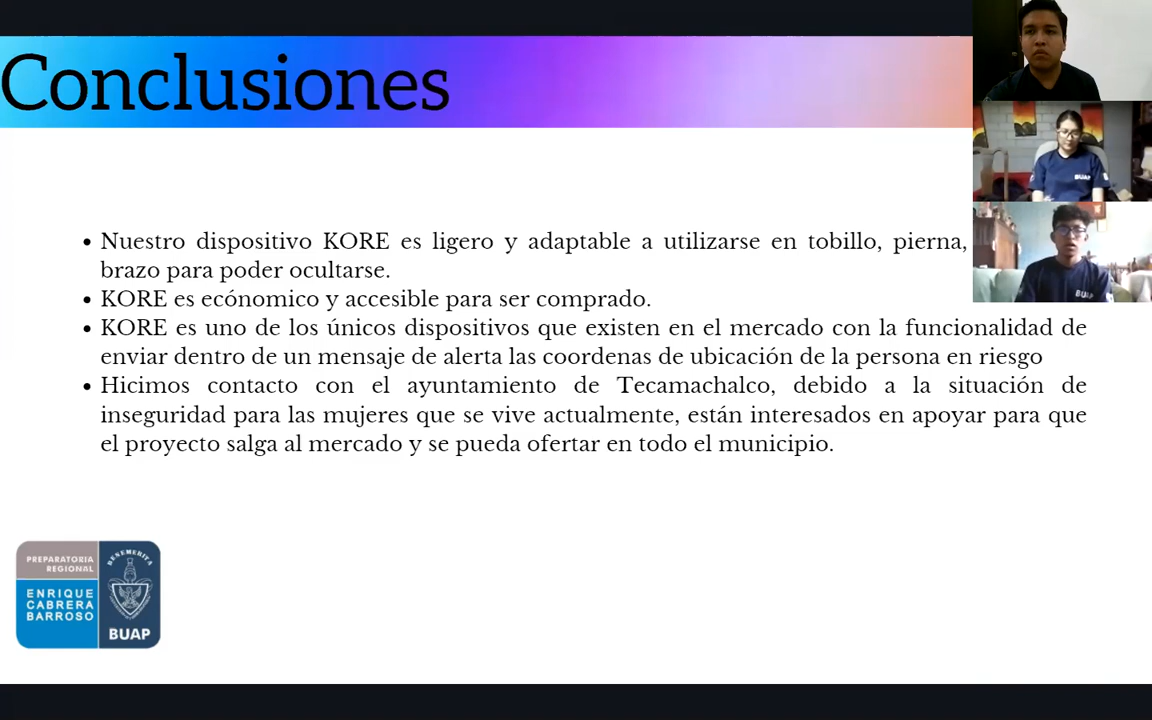 Conclusiones
• Nuestro dispositivo KORE es ligero y adaptable a utilizarse en tobillo, pierna,
brazo para poder ocultarse.
• KORE es ecónomico y accesible para ser comprado.
• KORE es uno de los únicos dispositivos que existen en el mercado con la funcionalidad de
enviar dentro de un mensaje de alerta las coordenas de ubicación de la persona en riesgo
• Hicimos contacto con el ayuntamiento de Tecamachalco, debido a la situación de
inseguridad para las mujeres que se vive actualmente, están interesados en apoyar para que
el proyecto salga al mercado y se pueda ofertar en todo el municipio.
BUAP
BUAP
PREPARATORIA
REGIONAL
ENRIQUE
CABRERA
BARROSO
BENEMERITA
BUAP